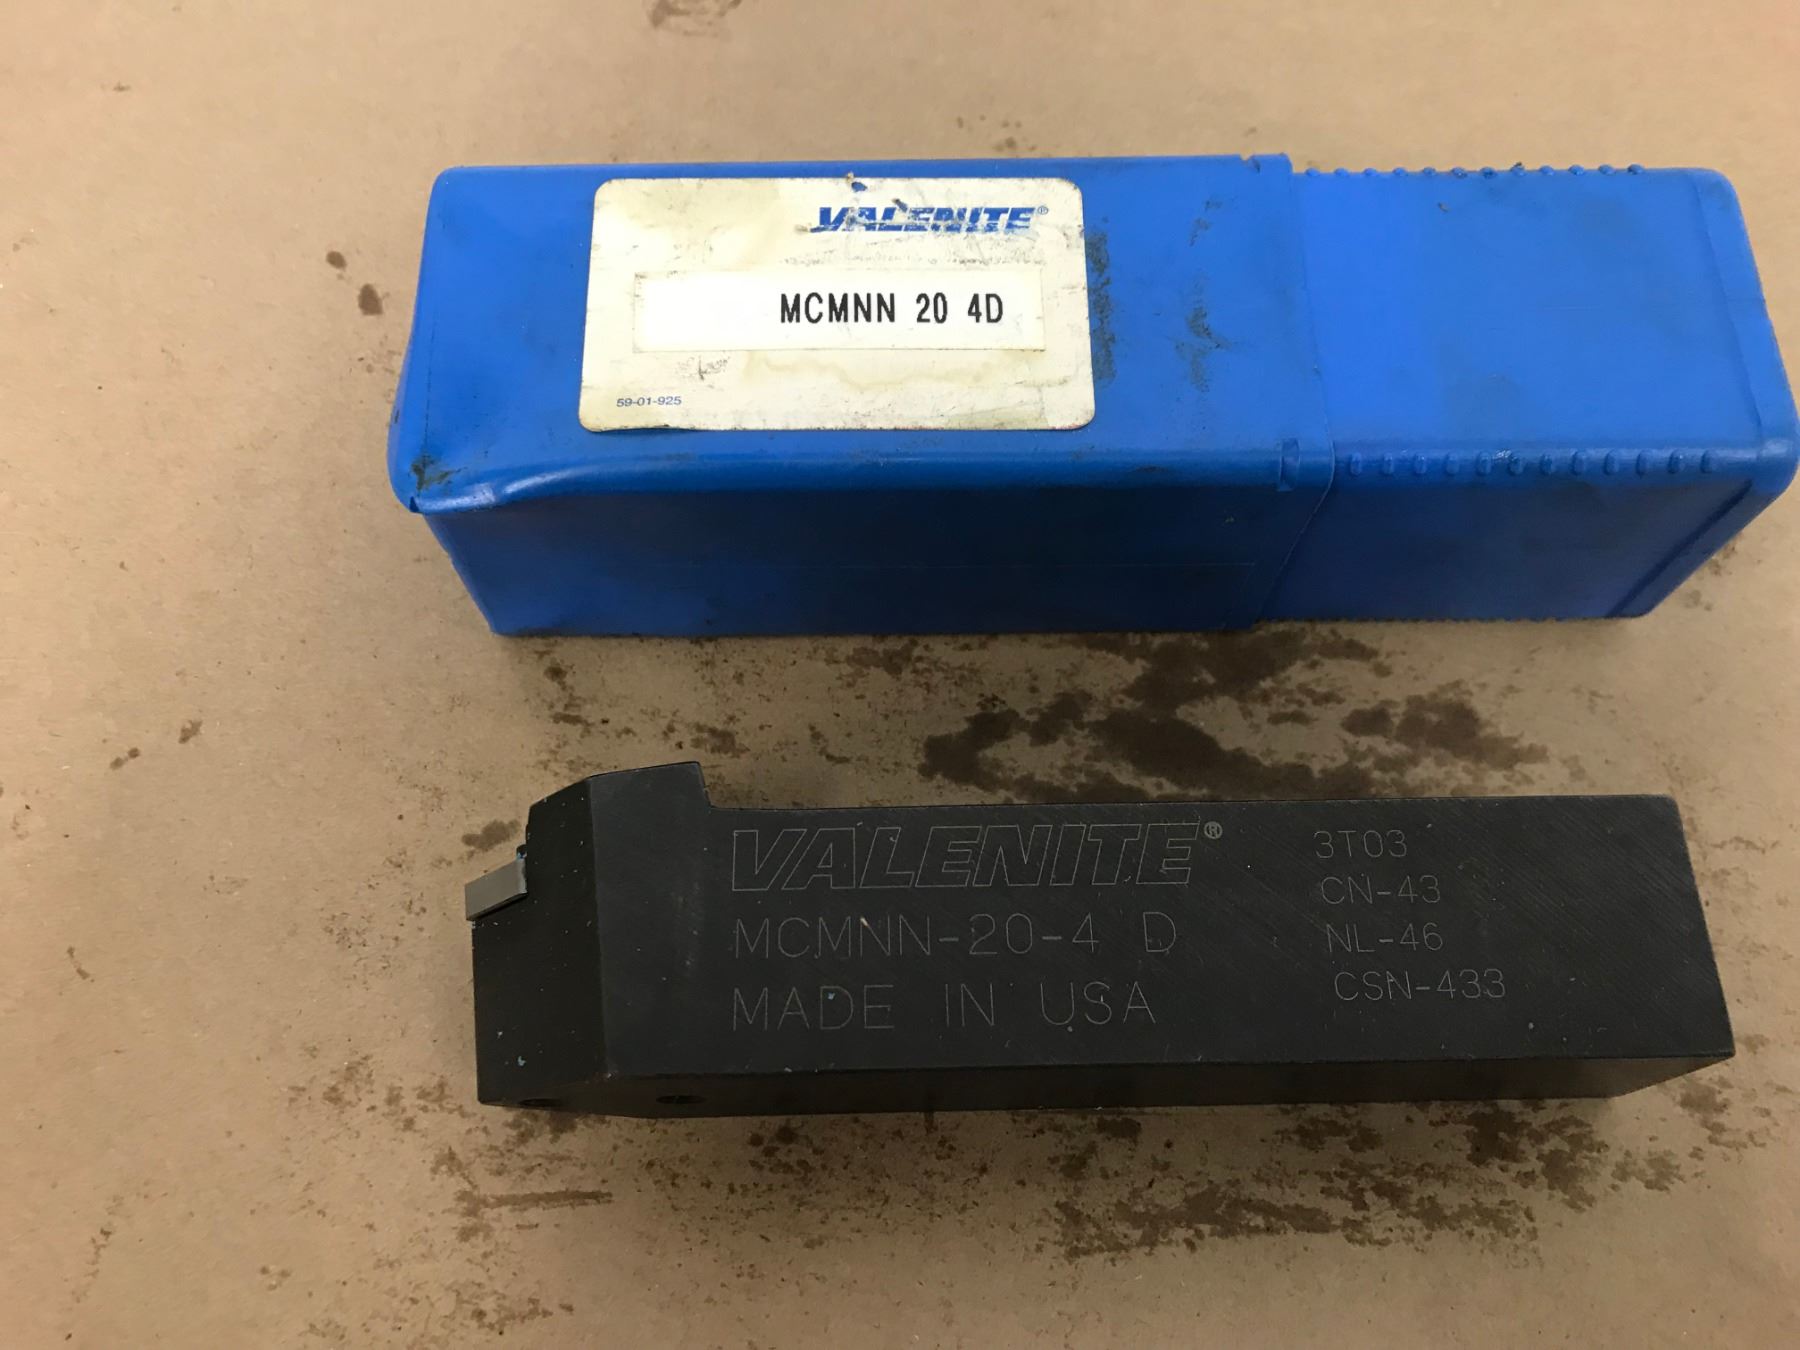 VALENITE®
MCMNN 20 4D
59-01-925
VALENITE®
MCMNN-20-4 D
MADE IN USA
3T03
CN-43
NL-46
CSN-433